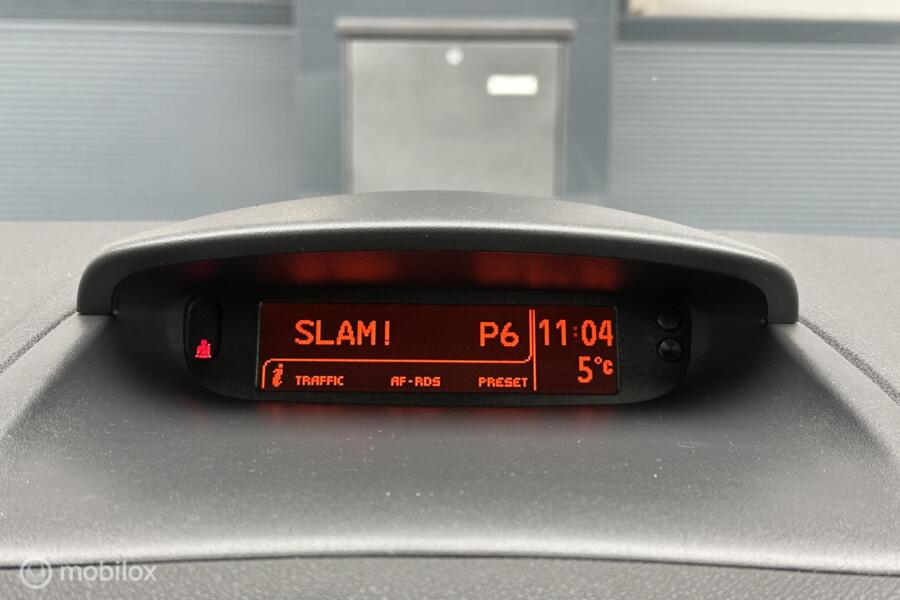 SLAM! P6 11:04
5°C
i TRAFFIC AF-RDS PRESET
mobilox